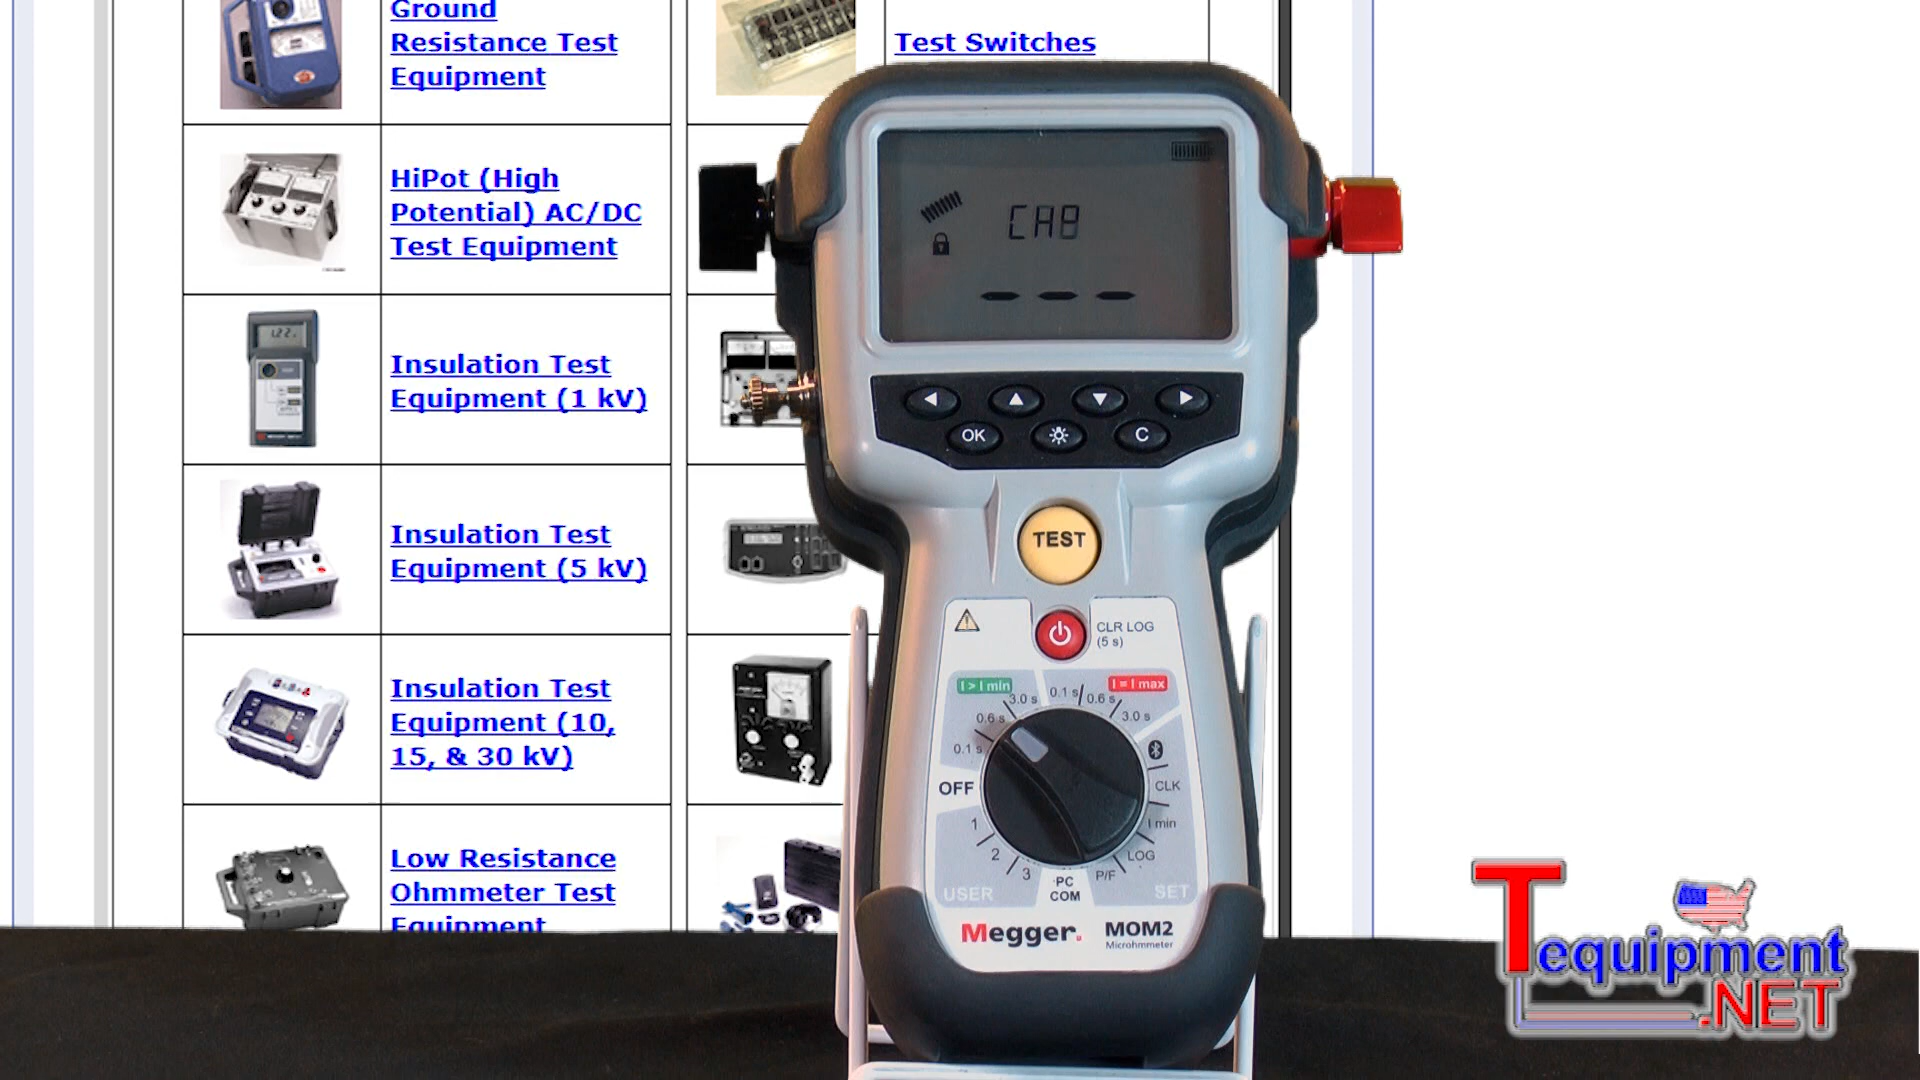 Ground
Resistance Test
Equipment
Test Switches
HiPot (High
Potential) AC/DC
Test Equipment
Insulation Test
Equipment (1 kV)
Insulation Test
Equipment (5 kV)
Insulation Test
Equipment (10,
15, & 30 kV)
Low Resistance
Ohmmeter Test
Equipment
CAB
- - -
OK
C
TEST
CLR LOG
(5 s)
I > I min
I = I max
0.1 s
0.6 s
3.0 s
0.1 s
0.6 s
3.0 s
OFF
CLK
I min
LOG
P/F
SET
PC
COM
1
2
3
USER
Megger.
MOM2
Microhmmeter
Tequipment
.NET